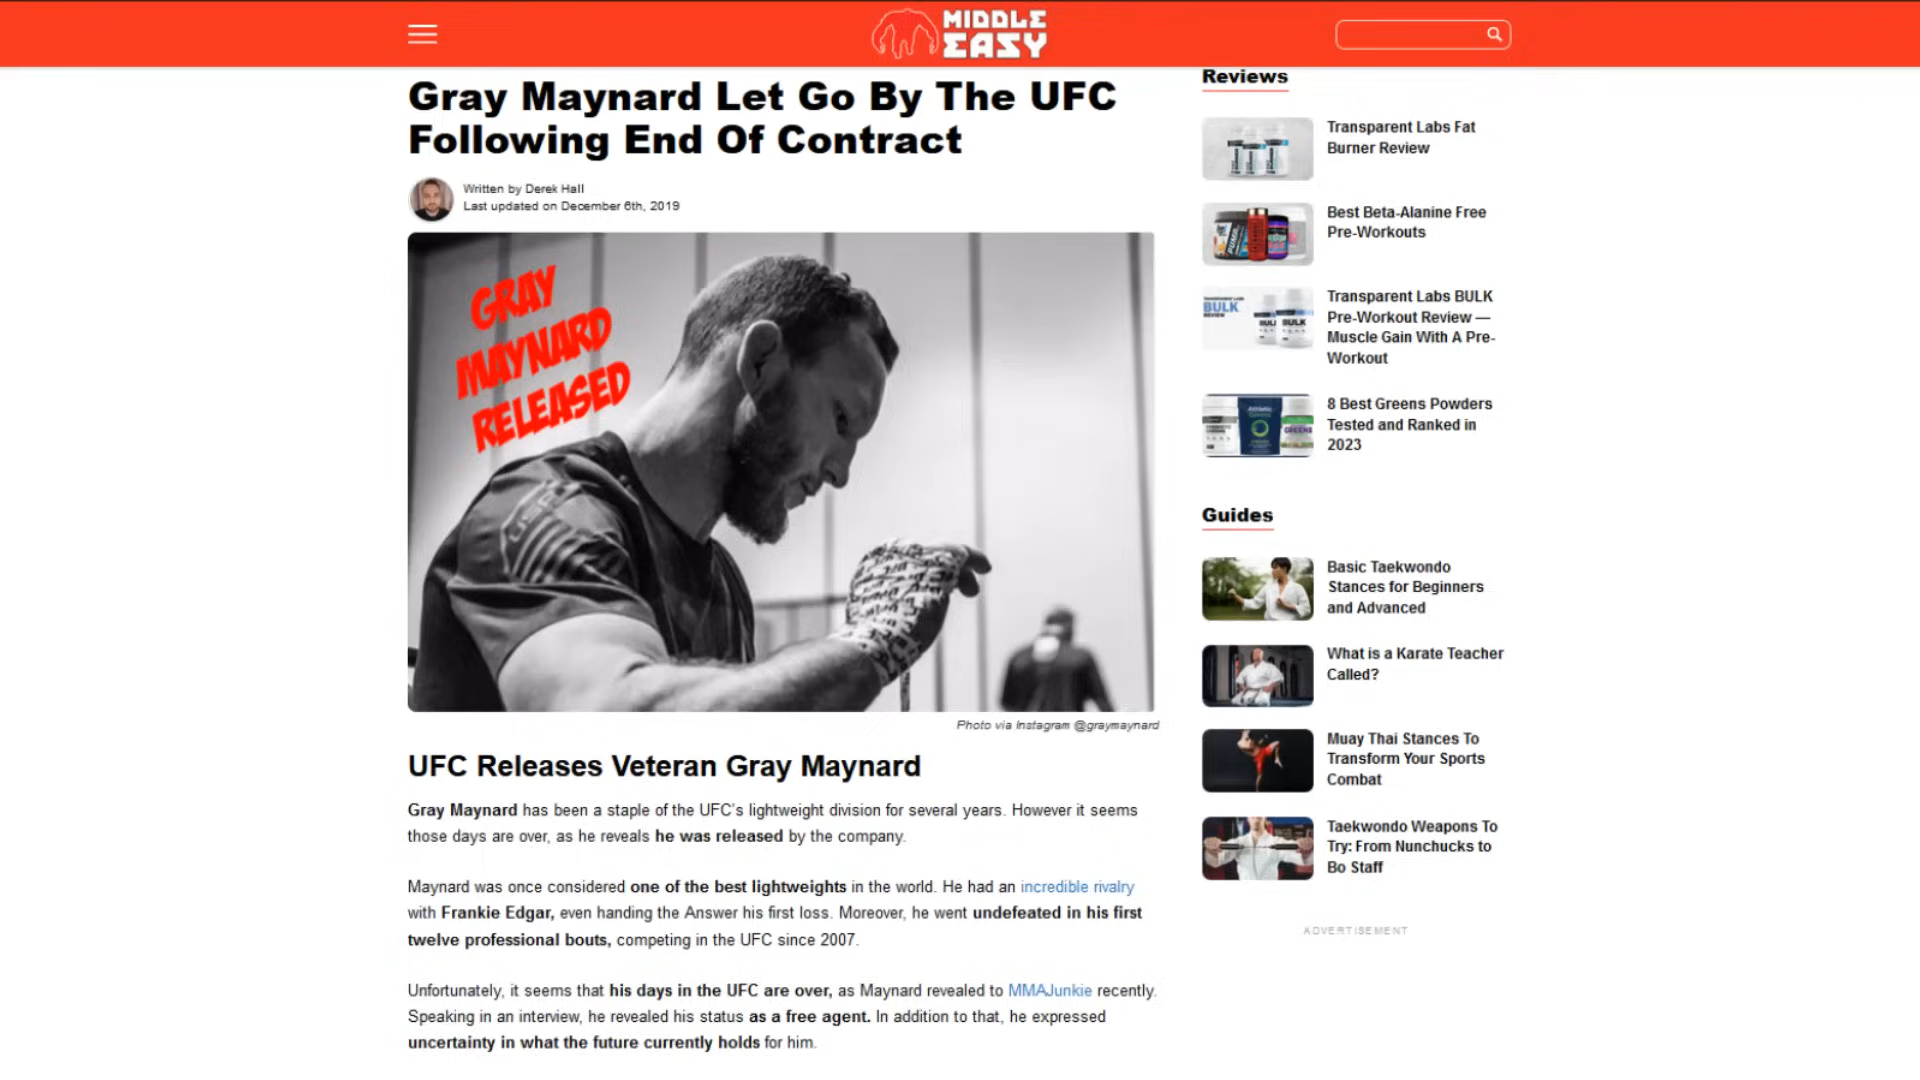 MIDDLE
EASY
Gray Maynard Let Go By The UFC
Following End Of Contract
Written by Derek Hall
Last updated on December 6th, 2019
GRAY
MAYNARD
RELEASED
Photo via Instagram @graymaynard
UFC Releases Veteran Gray Maynard
Gray Maynard has been a staple of the UFC’s lightweight division for several years. However it seems
those days are over, as he reveals he was released by the company.
Maynard was once considered one of the best lightweights in the world. He had an incredible rivalry
with Frankie Edgar, even handing the Answer his first loss. Moreover, he went undefeated in his first
twelve professional bouts, competing in the UFC since 2007.
Unfortunately, it seems that his days in the UFC are over, as Maynard revealed to MMAJunkie recently.
Speaking in an interview, he revealed his status as a free agent. In addition to that, he expressed
uncertainty in what the future currently holds for him.
Reviews
Transparent Labs Fat
Burner Review
Best Beta-Alanine Free
Pre-Workouts
BULK
REVIEW
BULK
Transparent Labs BULK
Pre-Workout Review —
Muscle Gain With A Pre-
Workout
Athletic
Greens
GREENS
8 Best Greens Powders
Tested and Ranked in
2023
Guides
Basic Taekwondo
Stances for Beginners
and Advanced
What is a Karate Teacher
Called?
Muay Thai Stances To
Transform Your Sports
Combat
Taekwondo Weapons To
Try: From Nunchucks to
Bo Staff
ADVERTISEMENT